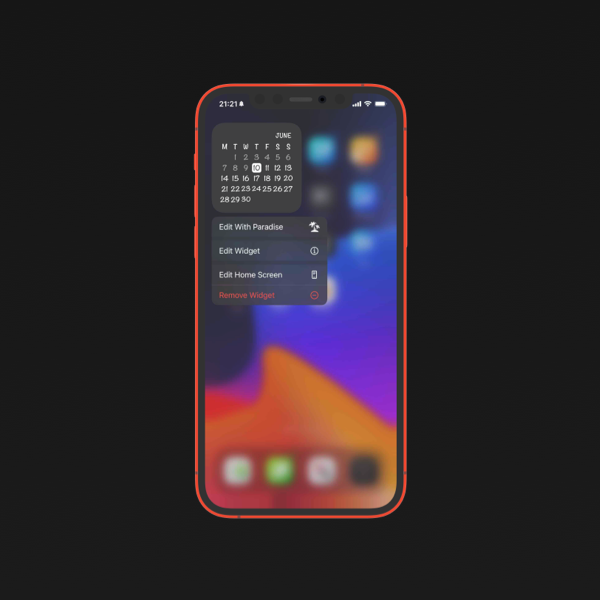 21:21
JUNE
M T W T F S S
1 2 3 4 5 6
7 8 9 10 11 12 13
14 15 16 17 18 19 20
21 22 23 24 25 26 27
28 29 30
Edit With Paradise
Edit Widget
Edit Home Screen
Remove Widget